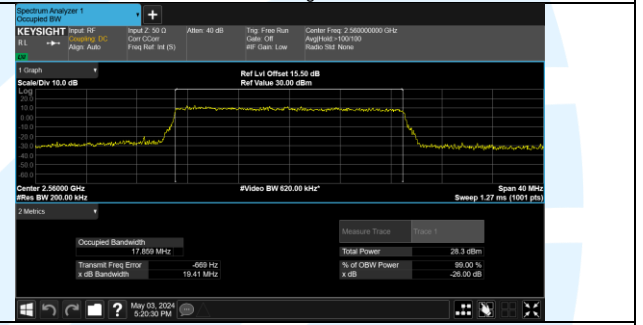 Spectrum Analyzer 1
Occupied BW
+
KEYSIGHT Input: RF Input Z: 50 Ω Atten: 40 dB Trig: Free Run Center Freq: 2.560000000 GHz
RL Coupling: DC Corr CCorr Gate: Off Avg|Hold:>100/100
Align: Auto Freq Ref: Int (S) #IF Gain: Low Radio Std: None
1 Graph
Ref Lvl Offset 15.50 dB
Scale/Div 10.0 dB Ref Value 30.00 dBm
Log
20.0
10.0
0.00
-10.0
-20.0
-30.0
-40.0
-50.0
-60.0
Center 2.56000 GHz #Video BW 620.00 kHz* Span 40 MHz
#Res BW 200.00 kHz Sweep 1.27 ms (1001 pts)
2 Metrics
Measure Trace Trace 1
Occupied Bandwidth
17.859 MHz Total Power 28.3 dBm
Transmit Freq Error -669 Hz % of OBW Power 99.00 %
x dB Bandwidth 19.41 MHz x dB -26.00 dB
? May 03, 2024
5:20:30 PM